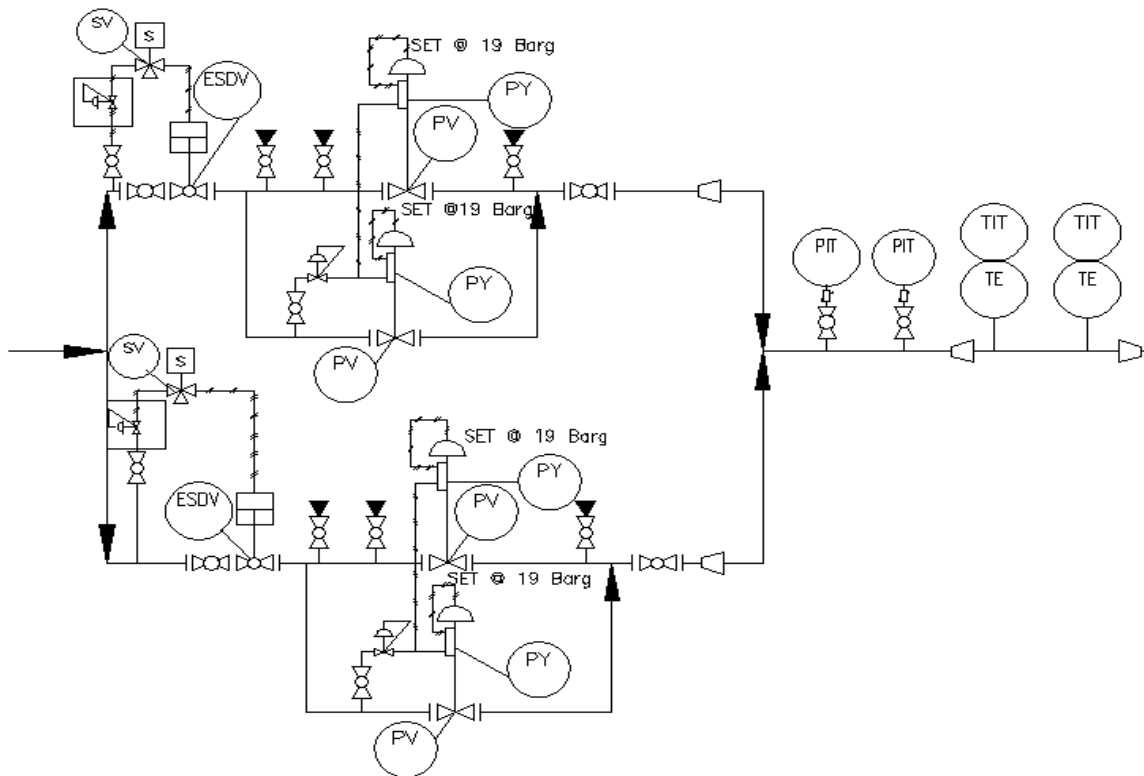 SV
S
SET @ 19 Barg
ESDV
PY
PV
SET @19 Barg
PY
PV
TIT
TIT
PIT
PIT
TE
TE
SV
S
SET @ 19 Barg
ESDV
PY
PV
SET @ 19 Barg
PY
PV